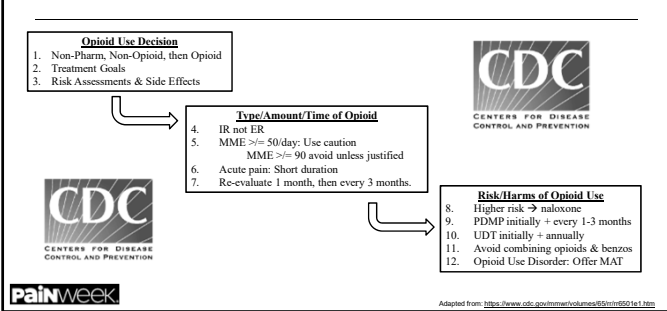 Opioid Use Decision
1. Non-Pharm, Non-Opioid, then Opioid
2. Treatment Goals
3. Risk Assessments & Side Effects
CDC
CENTERS FOR DISEASE
CONTROL AND PREVENTION
Type/Amount/Time of Opioid
4. IR not ER
5. MME >/= 50/day: Use caution
MME >/= 90 avoid unless justified
6. Acute pain: Short duration
7. Re-evaluate 1 month, then every 3 months.
CDC
CENTERS FOR DISEASE
CONTROL AND PREVENTION
Risk/Harms of Opioid Use
8. Higher risk → naloxone
9. PDMP initially + every 1-3 months
10. UDT initially + annually
11. Avoid combining opioids & benzos
12. Opioid Use Disorder: Offer MAT
PAINWEEK.
Adapted from: https://www.cdc.gov/mmwr/volumes/65/rr/rr6501e1.htm